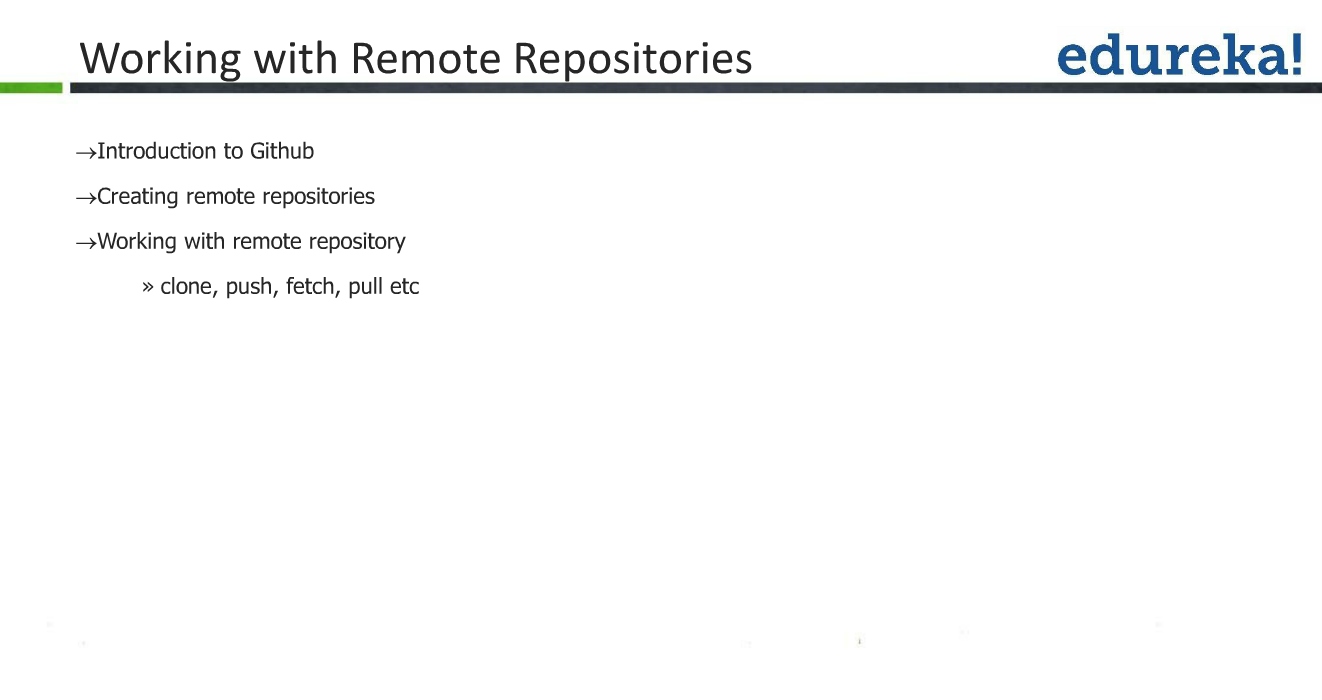 Working with Remote Repositories
edureka!
→Introduction to Github
→Creating remote repositories
→Working with remote repository
» clone, push, fetch, pull etc